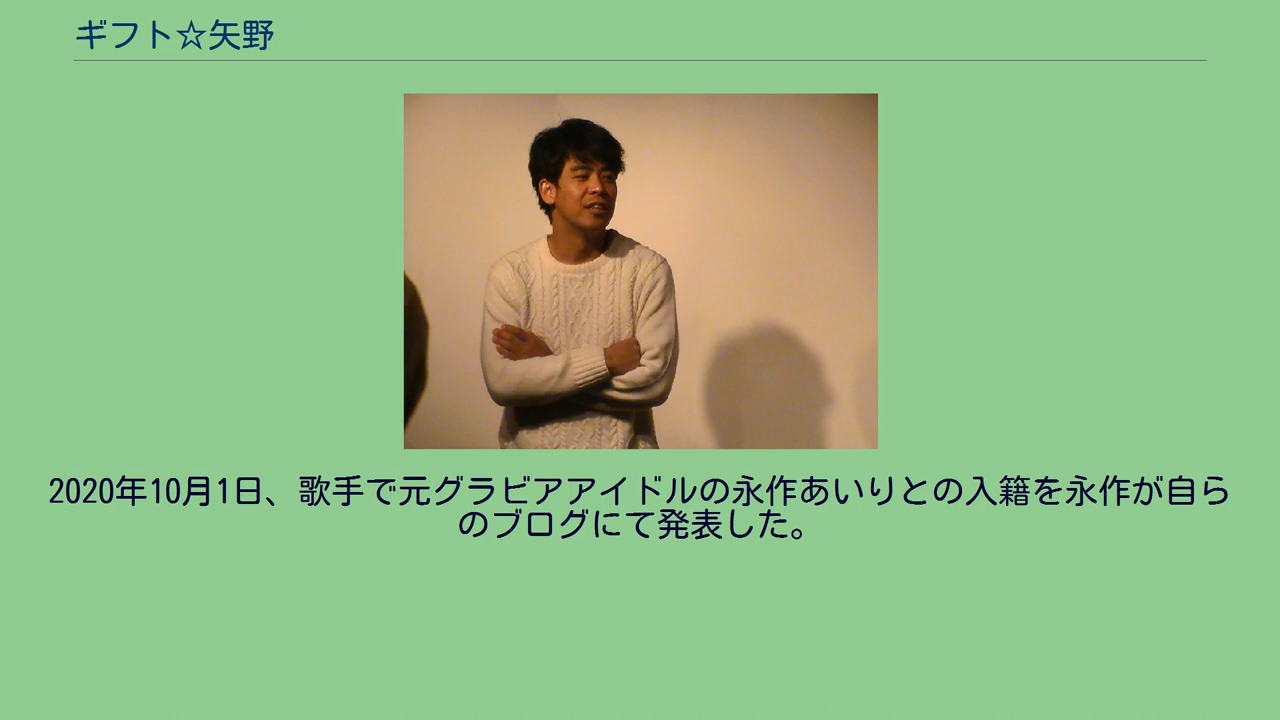 ギフト☆矢野
2020年10月1日、歌手で元グラビアアイドルの永作あいりとの入籍を永作が自ら
のブログにて発表した。